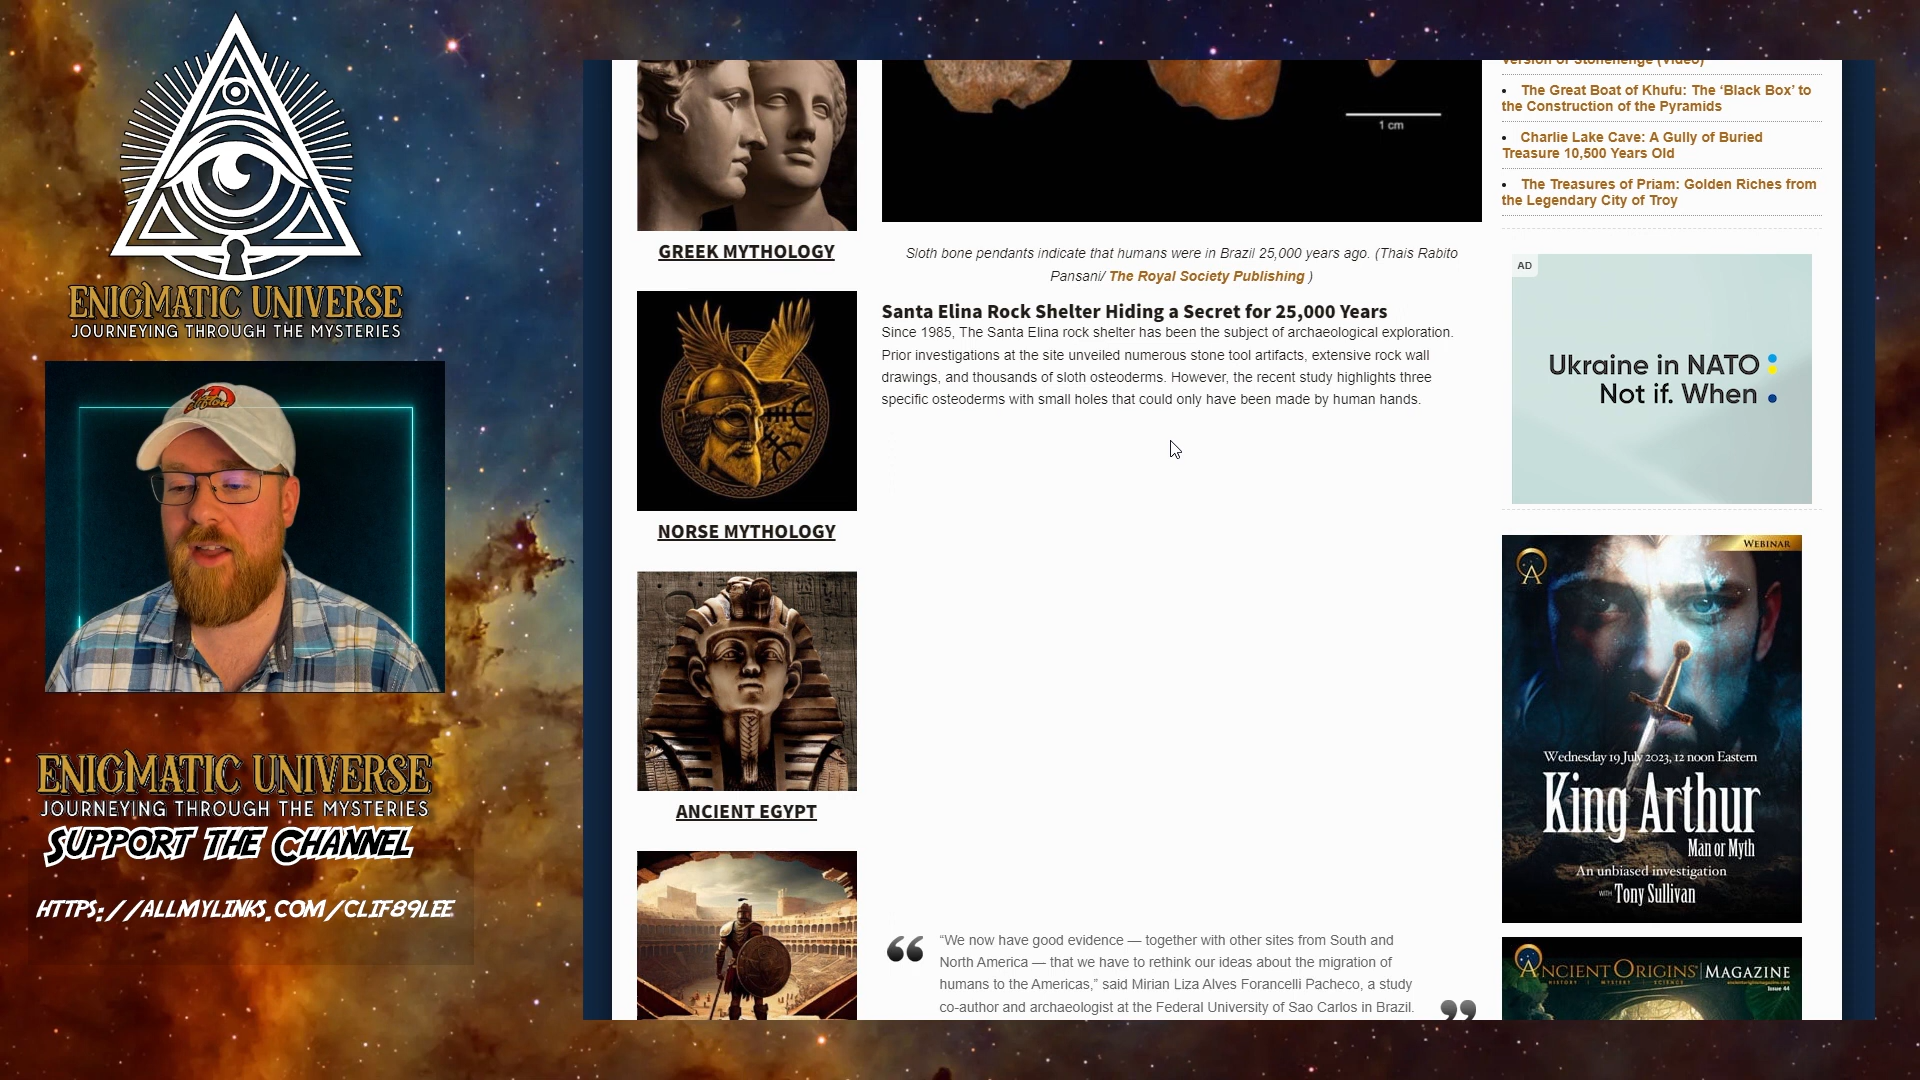 ENIGMATIC UNIVERSE
JOURNEYING THROUGH THE MYSTERIES
ENIGMATIC UNIVERSE
JOURNEYING THROUGH THE MYSTERIES
SUPPORT THE CHANNEL
HTTPS://ALLMYLINKS.COM/CLIF89LEE
GREEK MYTHOLOGY
NORSE MYTHOLOGY
ANCIENT EGYPT
1 cm
Sloth bone pendants indicate that humans were in Brazil 25,000 years ago. (Thais Rabito
Pansani/ The Royal Society Publishing )
Santa Elina Rock Shelter Hiding a Secret for 25,000 Years
Since 1985, The Santa Elina rock shelter has been the subject of archaeological exploration.
Prior investigations at the site unveiled numerous stone tool artifacts, extensive rock wall
drawings, and thousands of sloth osteoderms. However, the recent study highlights three
specific osteoderms with small holes that could only have been made by human hands.
“We now have good evidence — together with other sites from South and
North America — that we have to rethink our ideas about the migration of
humans to the Americas,” said Mirian Liza Alves Forancelli Pacheco, a study
co-author and archaeologist at the Federal University of Sao Carlos in Brazil.
Version of Stonehenge (Video)
• The Great Boat of Khufu: The ‘Black Box’ to
the Construction of the Pyramids
• Charlie Lake Cave: A Gully of Buried
Treasure 10,500 Years Old
• The Treasures of Priam: Golden Riches from
the Legendary City of Troy
AD
Ukraine in NATO
Not if. When
WEBINAR
Wednesday 19 July 2023, 12 noon Eastern
King Arthur
Man or Myth
An unbiased investigation
WITH Tony Sullivan
ANCIENT ORIGINS MAGAZINE
HISTORY | MYSTERY | SCIENCE
Issue 44